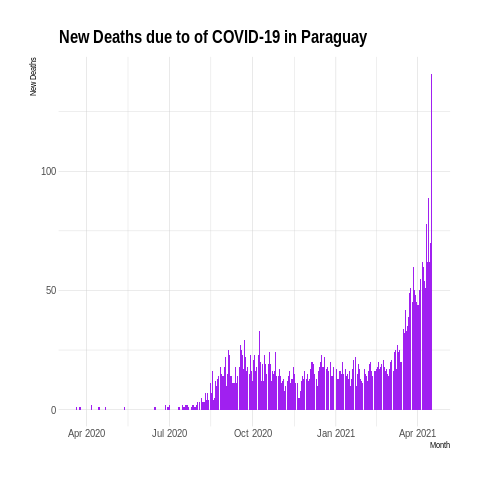 New Deaths due to of COVID-19 in Paraguay
New Deaths
100
50
0
Apr 2020 Jul 2020 Oct 2020 Jan 2021 Apr 2021
Month